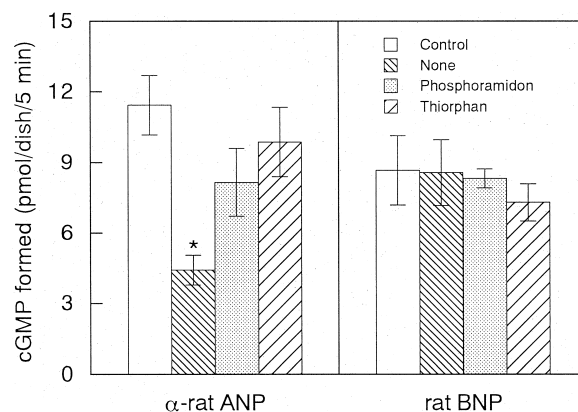 15
12
9
6
3
0
cGMP formed (pmol/dish/5 min)
*
Control
None
Phosphoramidon
Thiorphan
α-rat ANP
rat BNP